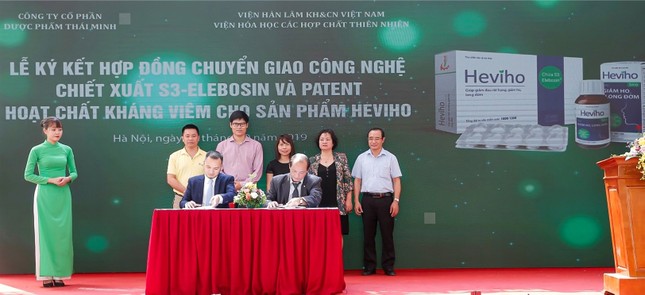 CÔNG TY CỔ PHẦN
DƯỢC PHẨM THÁI MINH
VIỆN HÀN LÂM KH&CN VIỆT NAM
VIỆN HÓA HỌC CÁC HỢP CHẤT THIÊN NHIÊN
LỄ KÝ KẾT HỢP ĐỒNG CHUYỂN GIAO CÔNG NGHỆ
CHIẾT XUẤT S3-ELEBOSIN VÀ PATENT
HOẠT CHẤT KHÁNG VIÊM CHO SẢN PHẨM HEVIHO
Hà Nội, ngày 2019
Heviho
Heviho
Heviho
GIẢM HO
LONG ĐỜM